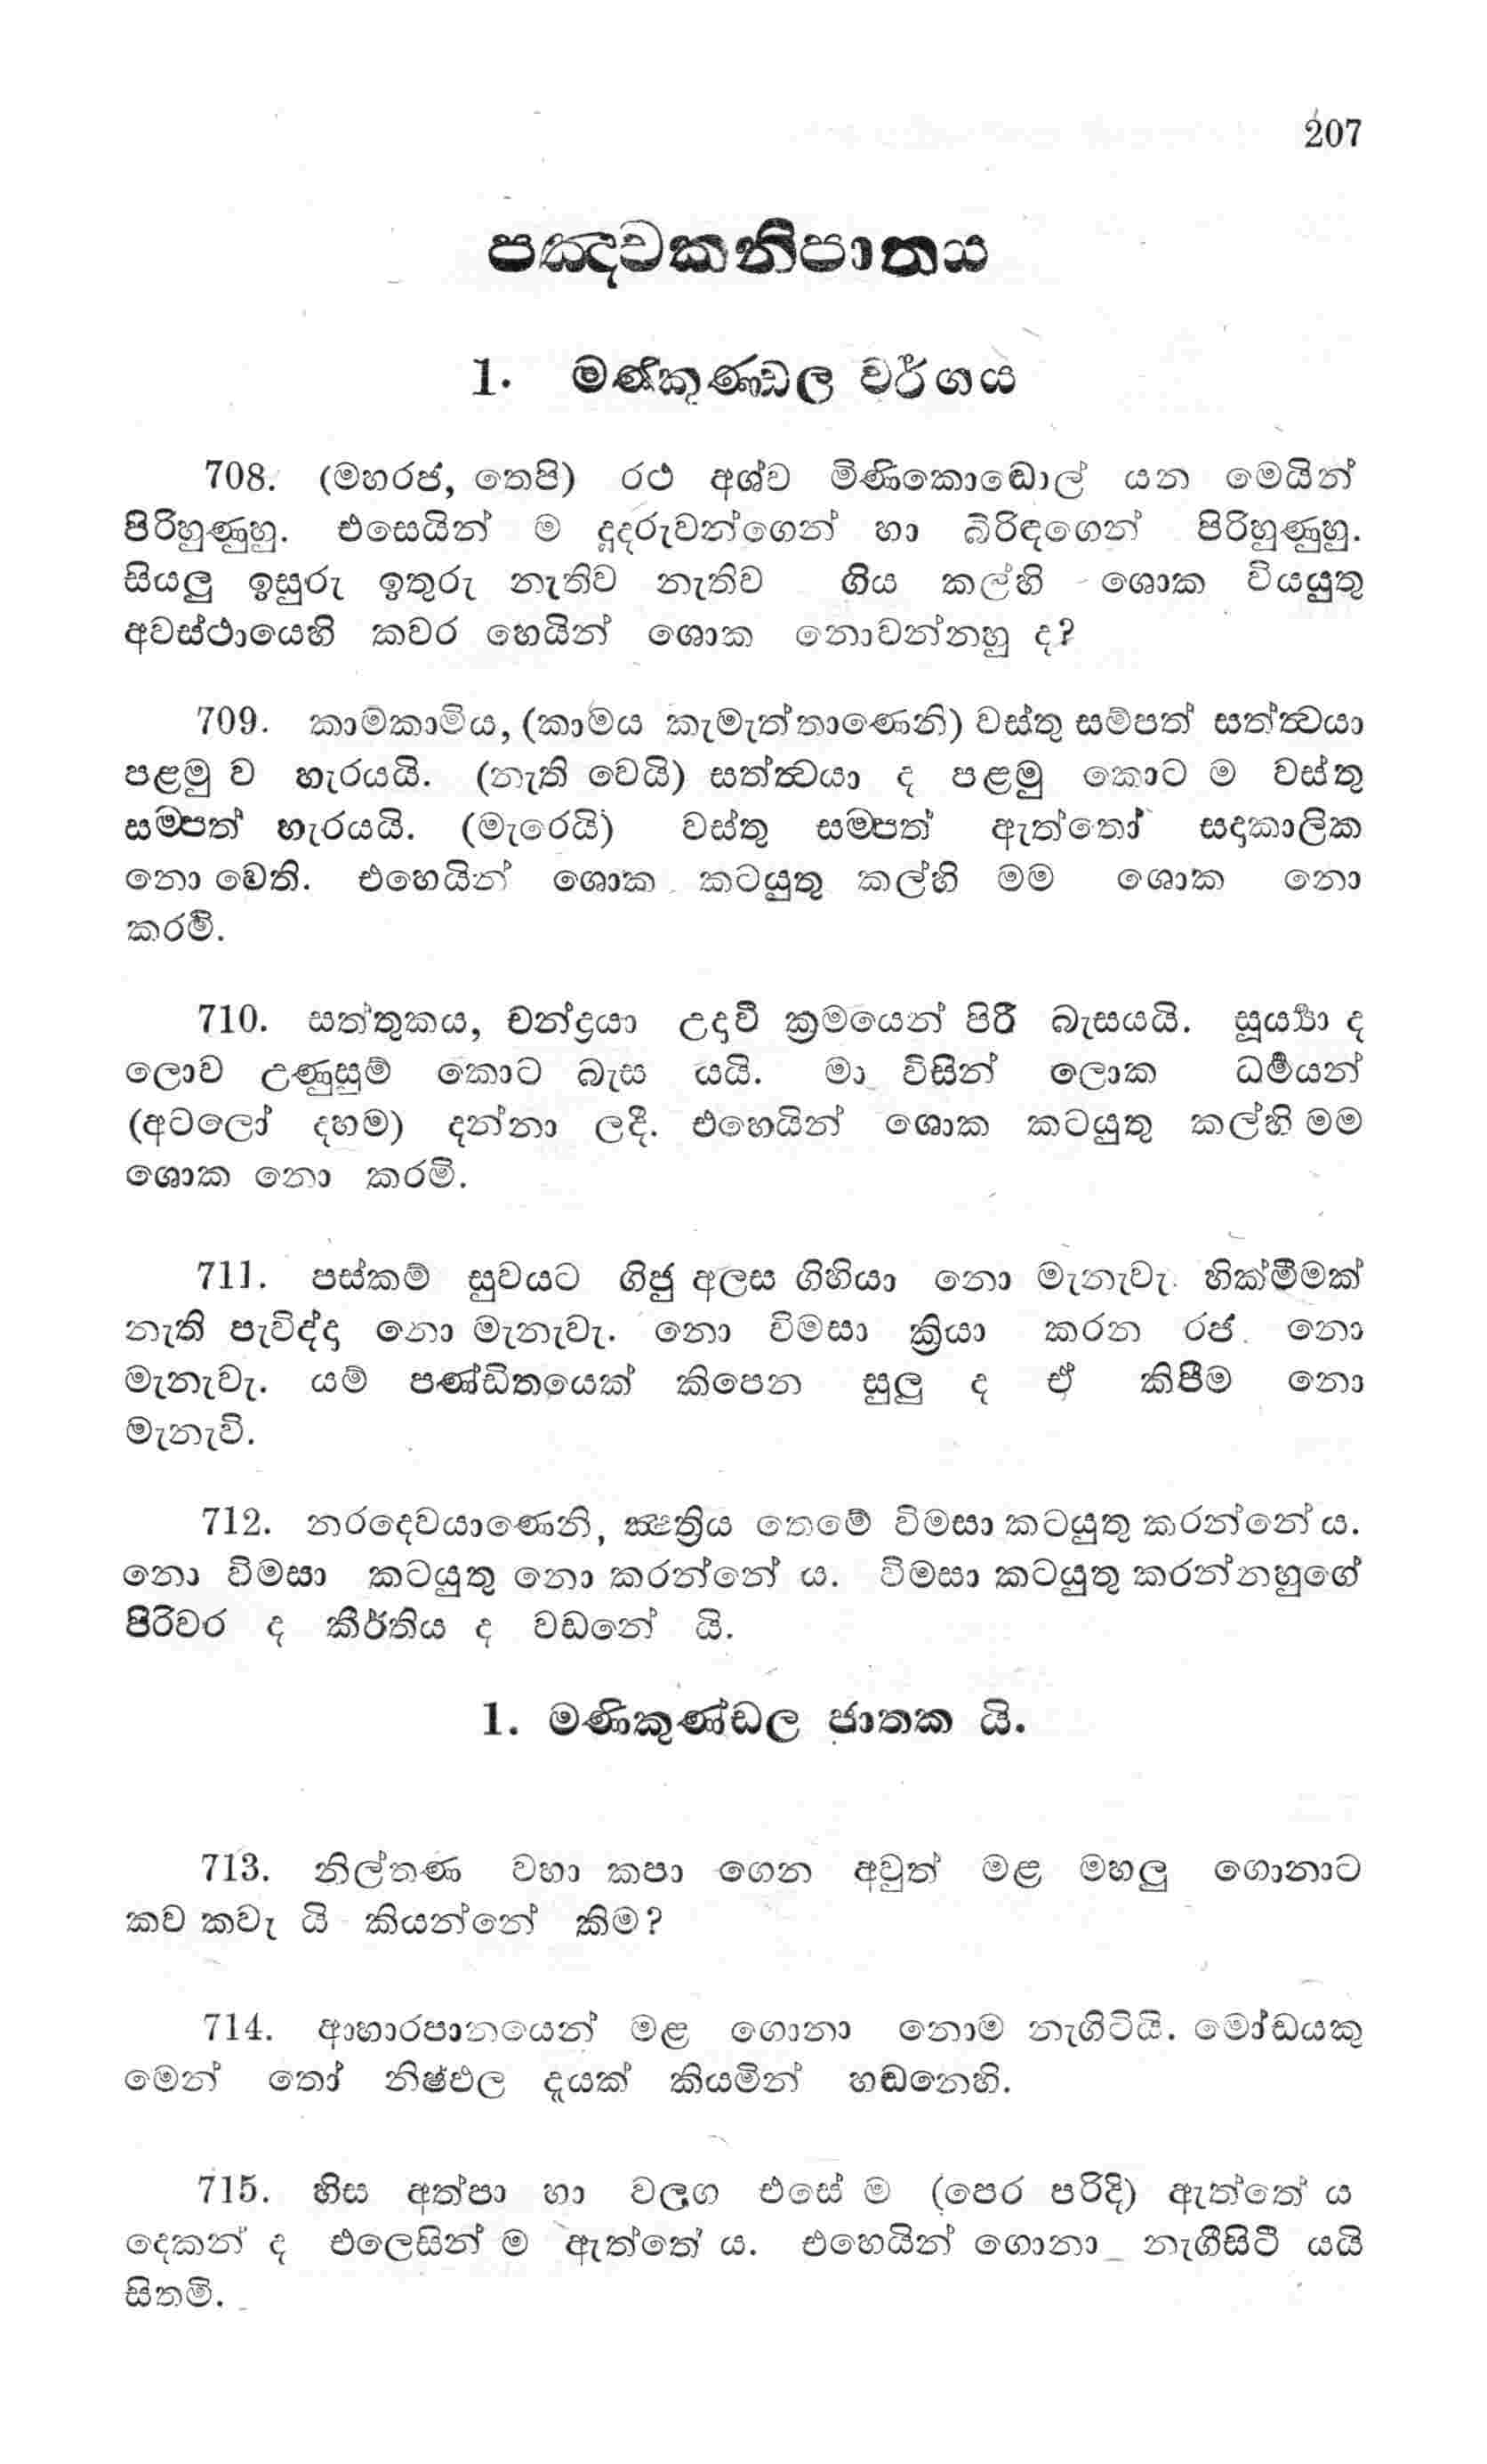 207
පඤ්චකනිපාතය
1. මණිකුණ්ඩල වර්ගය
708. (මහරජ, තෙපි) රථ අශ්ව මිණිකොඬොල් යන මෙයින්
පිරිහුණුහු. එසෙයින් ම දූදරුවන්ගෙන් හා බිරිඳගෙන් පිරිහුණුහු.
සියලු ඉසුරු ඉතුරු නැතිව නැතිව ගිය කල්හි ශොක වියයුතු
අවස්ථායෙහි කවර හෙයින් ශොක නොවන්නහු ද?
709. කාමකාමිය, (කාමය කැමැත්තාණෙනි) වස්තු සම්පත් සත්ත්‍වයා
පළමු ව හැරයයි. (නැති වෙයි) සත්ත්‍වයා ද පළමු කොට ම වස්තු
සම්පත් හැරයයි. (මැරෙයි) වස්තු සම්පත් ඇත්තෝ සදාකාලික
නො වෙති. එහෙයින් ශොක කටයුතු කල්හි මම ශොක නො
කරමි.
710. සත්තුකය, චන්ද්‍රයා උදාවී ක්‍රමයෙන් පිරී බැසයයි. සූර්‍ය්‍යා ද
ලොව උණුසුම් කොට බැස යයි. මා විසින් ලොක ධර්‍මයන්
(අටලෝ දහම) දන්නා ලදී. එහෙයින් ශොක කටයුතු කල්හි මම
ශොක නො කරමි.
711. පස්කම් සුවයට ගිජු අලස ගිහියා නො මැනැවැ. හික්මීමක්
නැති පැවිද්දා නො මැනැවැ. නො විමසා ක්‍රියා කරන රජ නො
මැනැවැ. යම් පණ්ඩිතයෙක් කිපෙන සුලු ද ඒ කිපීම නො
මැනැවි.
712. නරදෙවයාණෙනි, ක්‍ෂත්‍රිය තෙමේ විමසා කටයුතු කරන්නේ ය.
නො විමසා කටයුතු නො කරන්නේ ය. විමසා කටයුතු කරන්නහුගේ
පිරිවර ද කීර්තිය ද වඩනේ යි.
1. මණිකුණ්ඩල ජාතක යි.
713. නිල්තණ වහා කපා ගෙන අවුත් මළ මහලු ගොනාට
කව කවැ යි කියන්නේ කිම?
714. ආහාරපානයෙන් මළ ගොනා නොම නැගිටියි. මෝඩයකු
මෙන් තෝ නිෂ්ඵල දෑයක් කියමින් හඬනෙහි.
715. හිස අත්පා හා වලග එසේ ම (පෙර පරිදි) ඇත්තේ ය
දෙකන් ද එලෙසින් ම ඇත්තේ ය. එහෙයින් ගොනා නැගීසිටී යයි
සිතමි.